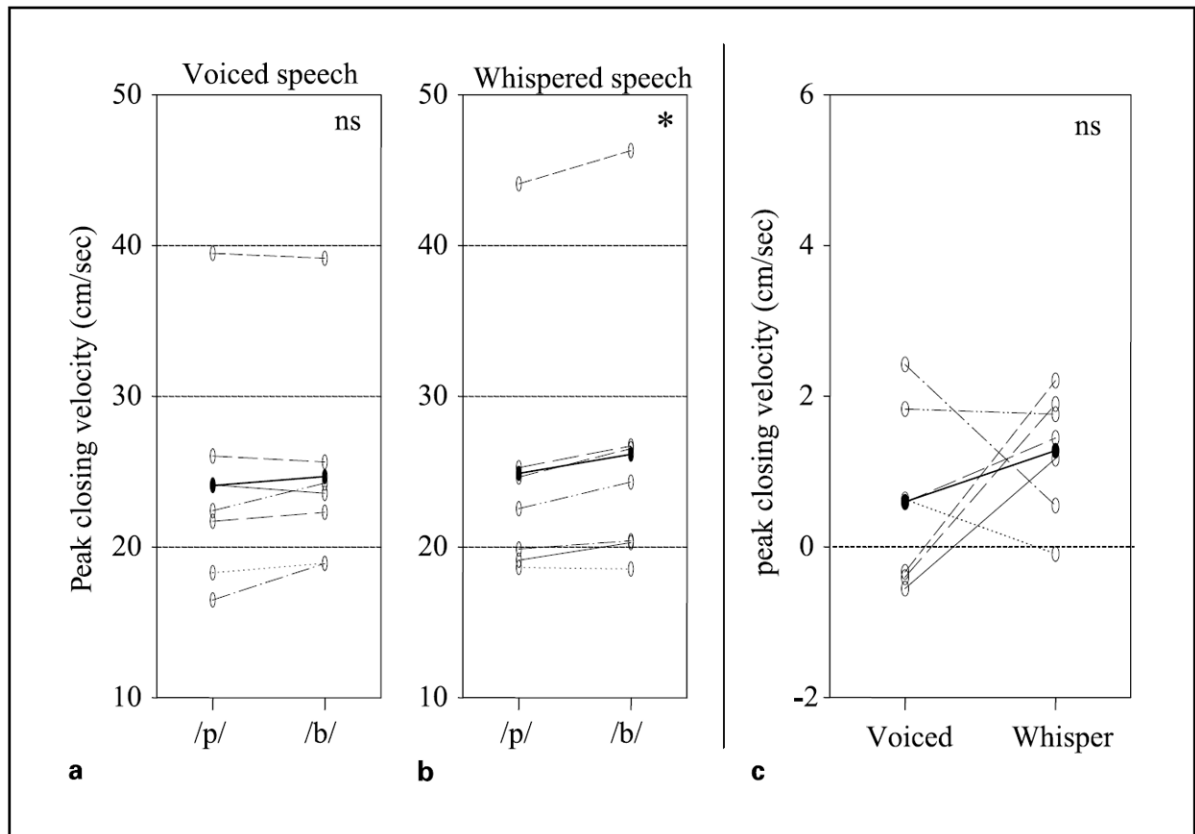 Voiced speech
Whispered speech
50
ns
40
30
20
10
/p/
/b/
Peak closing velocity (cm/sec)
a
50
*
40
30
20
10
/p/
/b/
b
6
ns
4
2
0
-2
Voiced
Whisper
peak closing velocity (cm/sec)
c